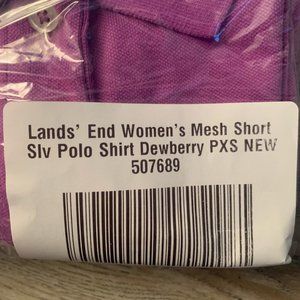 Lands' End Women's Mesh Short
Slv Polo Shirt Dewberry PXS NEW
507689